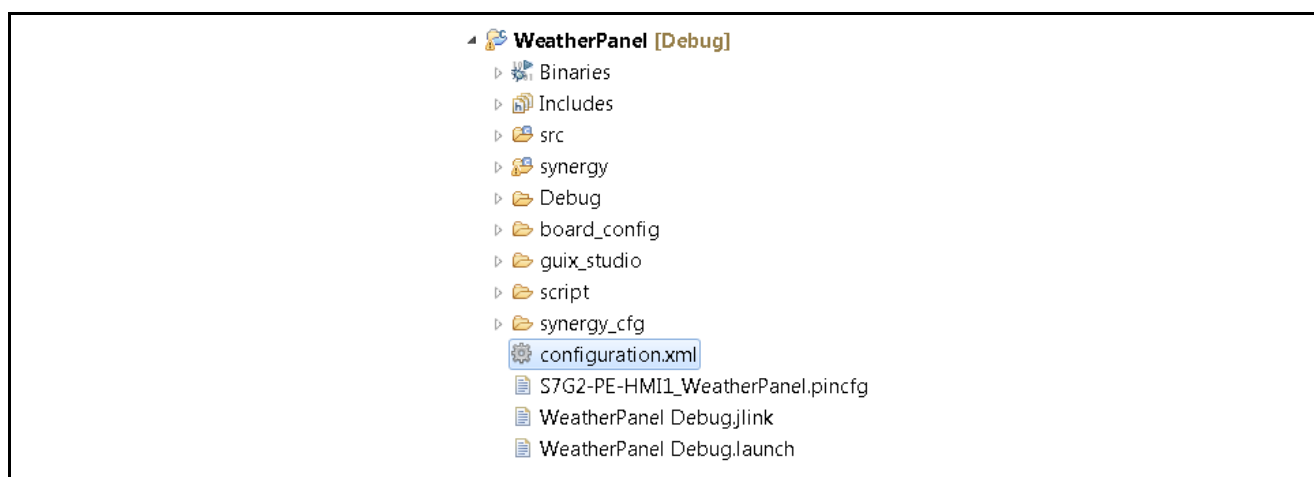 WeatherPanel [Debug]
Binaries
Includes
src
synergy
Debug
board_config
guix_studio
script
synergy_cfg
configuration.xml
S7G2-PE-HMI1_WeatherPanel.pincfg
WeatherPanel Debug.jlink
WeatherPanel Debug.launch